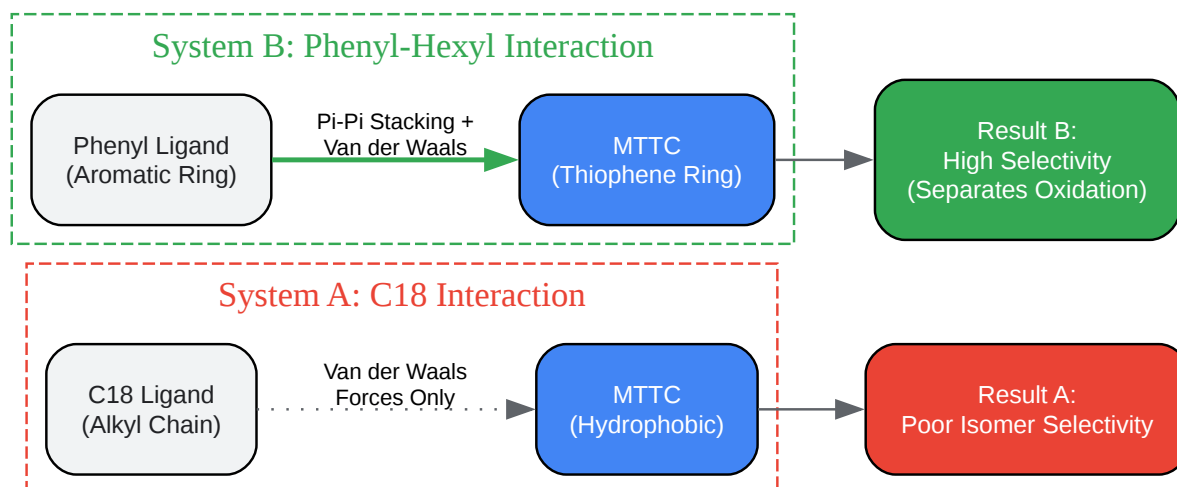 System B: Phenyl-Hexyl Interaction
Phenyl Ligand
(Aromatic Ring)
Pi-Pi Stacking +
Van der Waals
MTTC
(Thiophene Ring)
Result B:
High Selectivity
(Separates Oxidation)
System A: C18 Interaction
C18 Ligand
(Alkyl Chain)
Van der Waals
Forces Only
MTTC
(Hydrophobic)
Result A:
Poor Isomer Selectivity